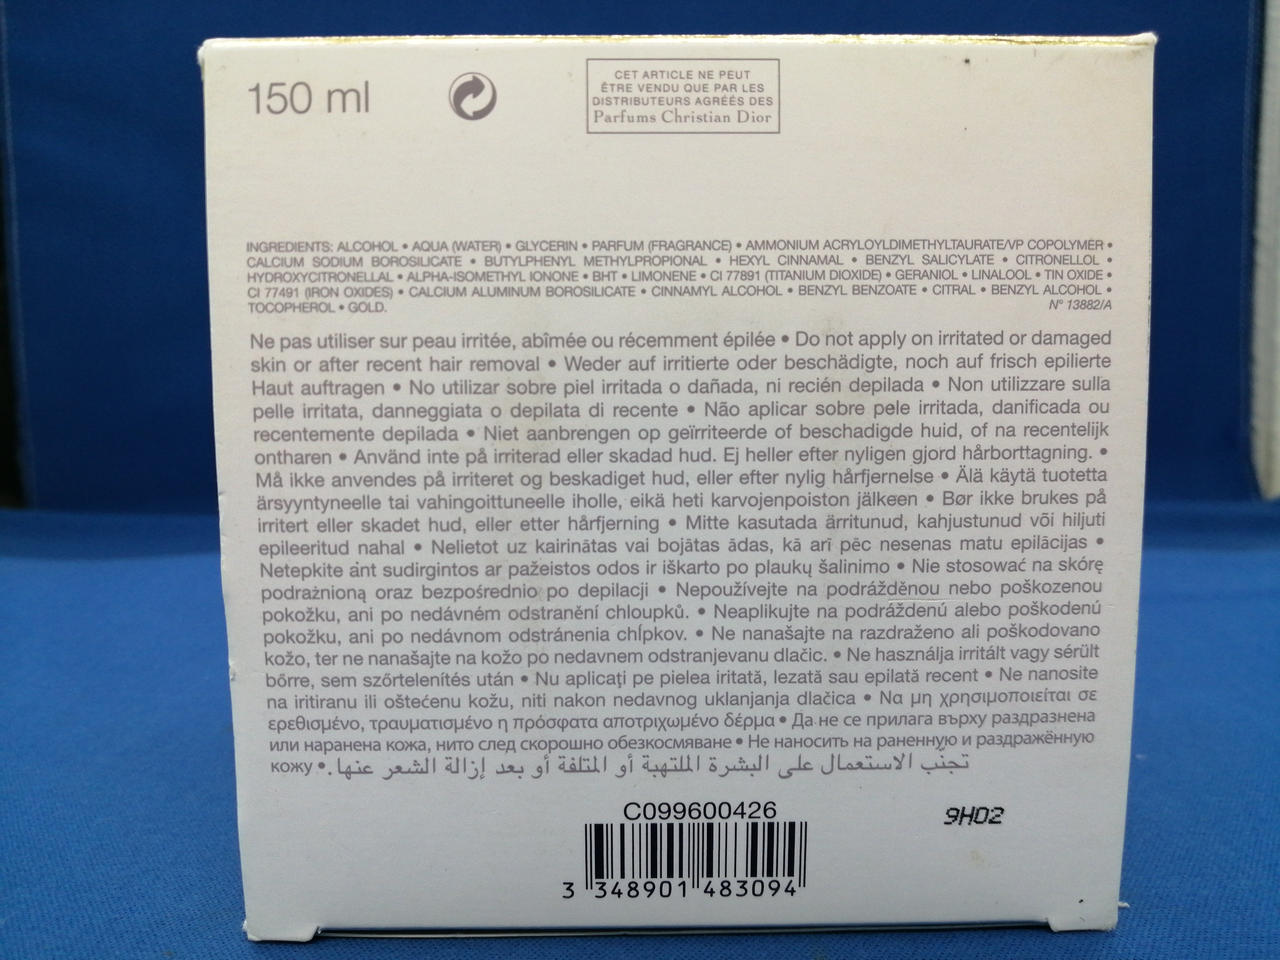 150 ml
CET ARTICLE NE PEUT
ÊTRE VENDU QUE PAR LES
DISTRIBUTEURS AGRÉÉS DES
Parfums Christian Dior
INGREDIENTS: ALCOHOL • AQUA (WATER) • GLYCERIN • PARFUM (FRAGRANCE) • AMMONIUM ACRYLOYLDIMETHYLTAURATE/VP COPOLYMER •
CALCIUM SODIUM BOROSILICATE • BUTYLPHENYL METHYLPROPIONAL • HEXYL CINNAMAL • BENZYL SALICYLATE • CITRONELLOL •
HYDROXYCITRONELLAL • ALPHA-ISOMETHYL IONONE • BHT • LIMONENE • CI 77891 (TITANIUM DIOXIDE) • GERANIOL • LINALOOL • TIN OXIDE •
CI 77491 (IRON OXIDES) • CALCIUM ALUMINUM BOROSILICATE • CINNAMYL ALCOHOL • BENZYL BENZOATE • CITRAL • BENZYL ALCOHOL •
TOCOPHEROL • GOLD. N° 13882/A
Ne pas utiliser sur peau irritée, abîmée ou récemment épilée • Do not apply on irritated or damaged
skin or after recent hair removal • Weder auf irritierte oder beschädigte, noch auf frisch epilierte
Haut auftragen • No utilizar sobre piel irritada o dañada, ni recién depilada • Non utilizzare sulla
pelle irritata, danneggiata o depilata di recente • Não aplicar sobre pele irritada, danificada ou
recentemente depilada • Niet aanbrengen op geïrriteerde of beschadigde huid, of na recentelijk
ontharen • Använd inte på irriterad eller skadad hud. Ej heller efter nyligen gjord hårborttagning. •
Må ikke anvendes på irriteret og beskadiget hud, eller efter nylig hårfjernelse • Älä käytä tuotetta
ärsyyntyneelle tai vahingoittuneelle iholle, eikä heti karvojenpoiston jälkeen • Bør ikke brukes på
irritert eller skadet hud, eller etter hårfjerning • Mitte kasutada ärritunud, kahjustunud või hiljuti
epileeritud nahal • Nelietot uz kairinātas vai bojātas ādas, kā arī pēc nesenas matu epilācijas •
Netepkite ant sudirgintos ar pažeistos odos ir iškarto po plaukų šalinimo • Nie stosować na skórę
podrażnioną oraz bezpośrednio po depilacji • Nepoužívejte na podrážděnou nebo poškozenou
pokožku, ani po nedávném odstranění chloupků. • Neaplikujte na podráždenú alebo poškodenú
pokožku, ani po nedávnom odstránenia chĺpkov. • Ne nanašajte na razdraženo ali poškodovano
kožo, ter ne nanašajte na kožo po nedavnem odstranjevanu dlačic. • Ne használja irritált vagy sérült
bőrre, sem szőrtelenítés után • Nu aplicaţi pe pielea iritată, lezată sau epilată recent • Ne nanosite
na iritiranu ili oštećenu kožu, niti nakon nedavnog uklanjanja dlačica • Να μη χρησιμοποιείται σε
ερεθισμένο, τραυματισμένο η πρόσφατα αποτριχωμένο δέρμα • Да не се прилага върху раздразнена
или наранена кожа, нито след скорошно обезкосмяване • Не наносить на раненную и раздражённую
кожу • تجنّب الاستعمال على البشرة الملتهبة أو المتلفة أو بعد إزالة الشعر عنها.
C099600426
9H02
3 348901 483094